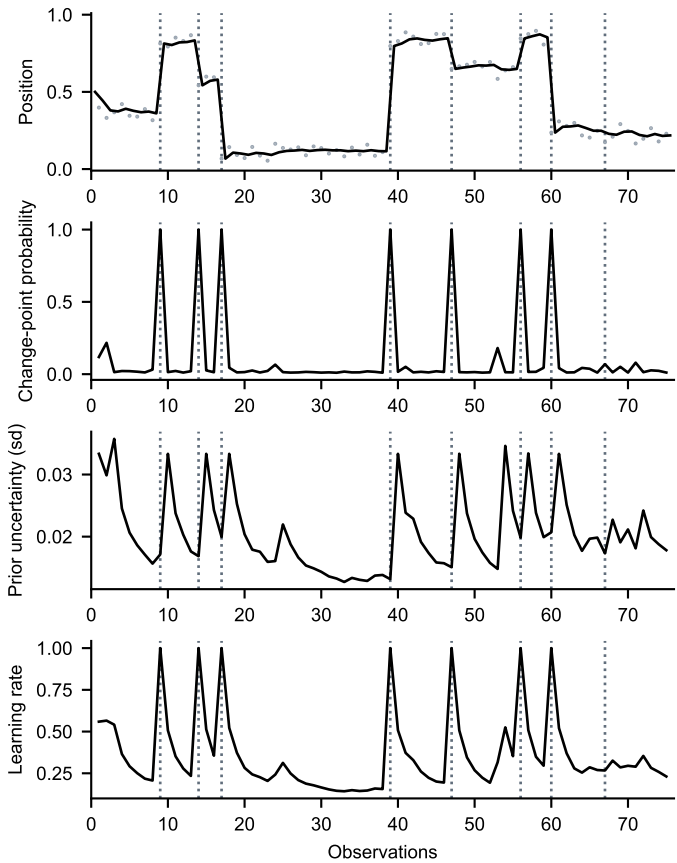 1.0
0.5
0.0
Position
0 10 20 30 40 50 60 70
1.0
0.5
0.0
Change-point probability
0 10 20 30 40 50 60 70
0.03
0.02
Prior uncertainty (sd)
0 10 20 30 40 50 60 70
1.00
0.75
0.50
0.25
Learning rate
0 10 20 30 40 50 60 70
Observations